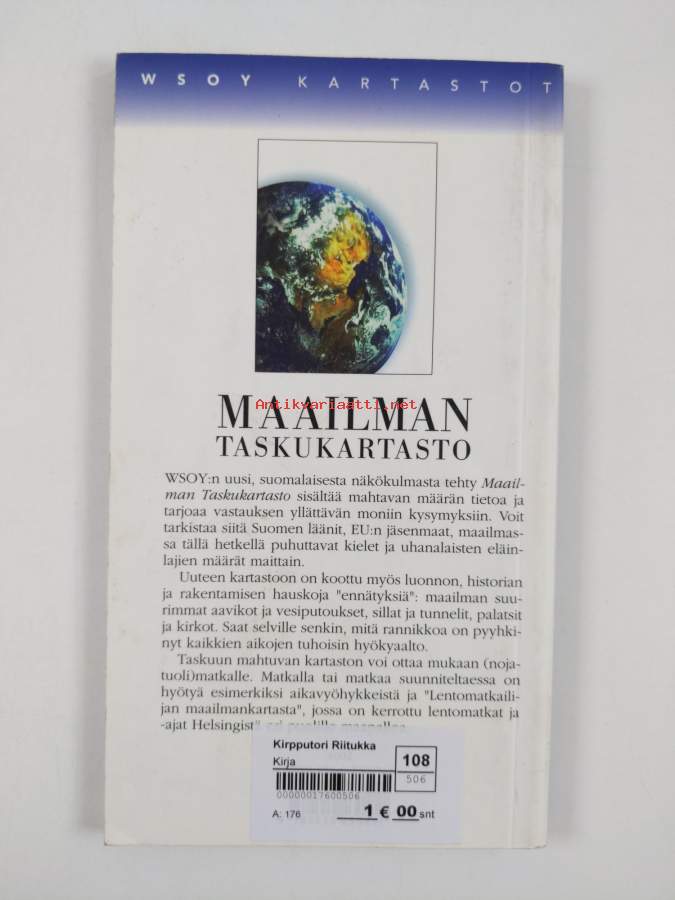 WSOY KARTASTOT
MAAILMAN
Antikvariaatti.net
TASKUKARTASTO
WSOY:n uusi, suomalaisesta näkökulmasta tehty Maail-
man Taskukartasto sisältää mahtavan määrän tietoa ja
tarjoaa vastauksen yllättävän moniin kysymyksiin. Voit
tarkistaa siitä Suomen läänit, EU:n jäsenmaat, maailmas-
sa tällä hetkellä puhuttavat kielet ja uhanalaisten eläin-
lajien määrät maittain.
Uuteen kartastoon on koottu myös luonnon, historian
ja rakentamisen hauskoja "ennätyksiä": maailman suu-
rimmat aavikot ja vesiputoukset, sillat ja tunnelit, palatsit
ja kirkot. Saat selville senkin, mitä rannikkoa on pyyhki-
nyt kaikkien aikojen tuhoisin hyökyaalto.
Taskuun mahtuvan kartaston voi ottaa mukaan (noja-
tuoli)matkalle. Matkalla tai matkaa suunniteltaessa on
hyötyä esimerkiksi aikavyöhykkeistä ja "Lentomatkaili-
jan maailmankartasta", jossa on kerrottu lentomatkat ja
-ajat Helsingistä
Kirpputori Riitukka
Kirja
108
506
00000017600506
A: 176
1 € 00 snt